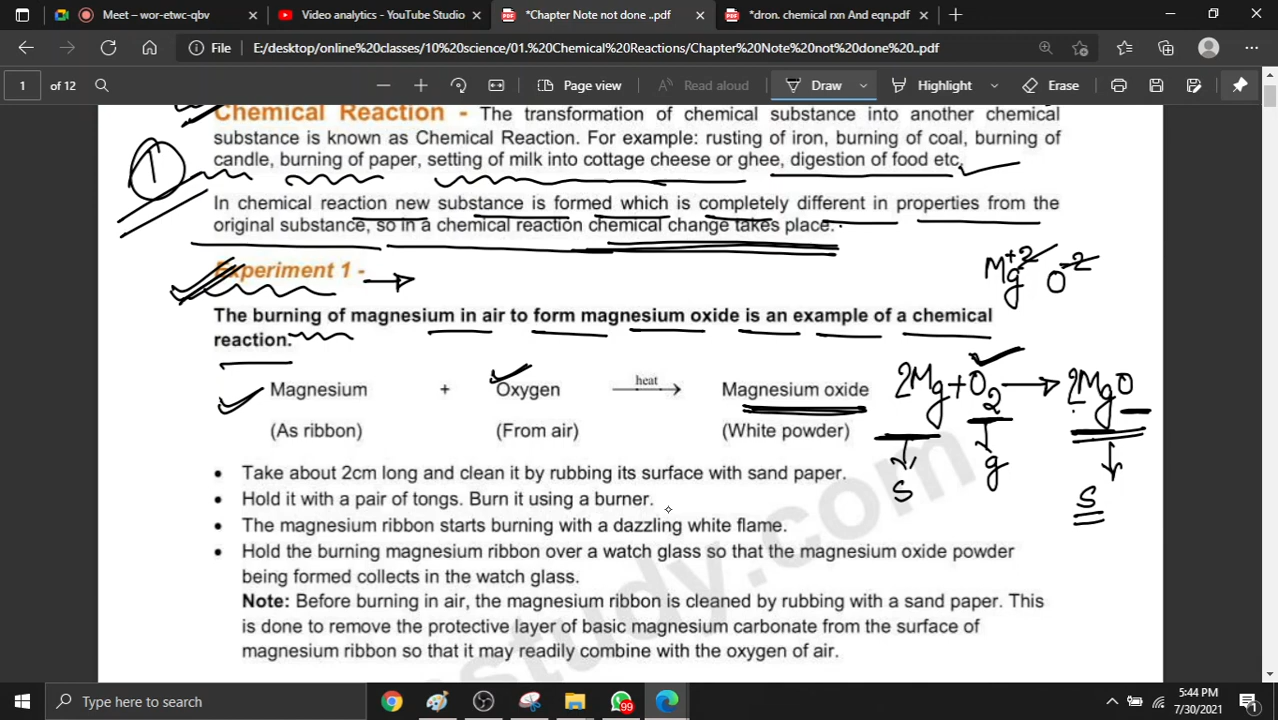 Meet – wor-etwc-qbv
Video analytics - YouTube Studio
*Chapter Note not done ..pdf
*dron. chemical rxn And eqn.pdf
File
E:/desktop/online%20classes/10%20science/01.%20Chemical%20Reactions/Chapter%20Note%20not%20done%20..pdf
1 of 12
Page view
Read aloud
Draw
Highlight
Erase
Chemical Reaction - The transformation of chemical substance into another chemical
substance is known as Chemical Reaction. For example: rusting of iron, burning of coal, burning of
candle, burning of paper, setting of milk into cottage cheese or ghee, digestion of food etc.
1
In chemical reaction new substance is formed which is completely different in properties from the
original substance, so in a chemical reaction chemical change takes place.
Mg+2 O-2
Experiment 1 -
The burning of magnesium in air to form magnesium oxide is an example of a chemical
reaction.
Magnesium + Oxygen heat Magnesium oxide
2Mg+O2 → 2MgO
(As ribbon) (From air) (White powder)
s g s
• Take about 2cm long and clean it by rubbing its surface with sand paper.
• Hold it with a pair of tongs. Burn it using a burner.
• The magnesium ribbon starts burning with a dazzling white flame.
• Hold the burning magnesium ribbon over a watch glass so that the magnesium oxide powder
being formed collects in the watch glass.
Note: Before burning in air, the magnesium ribbon is cleaned by rubbing with a sand paper. This
is done to remove the protective layer of basic magnesium carbonate from the surface of
magnesium ribbon so that it may readily combine with the oxygen of air.
study.com
Type here to search
99
5:44 PM
7/30/2021
1